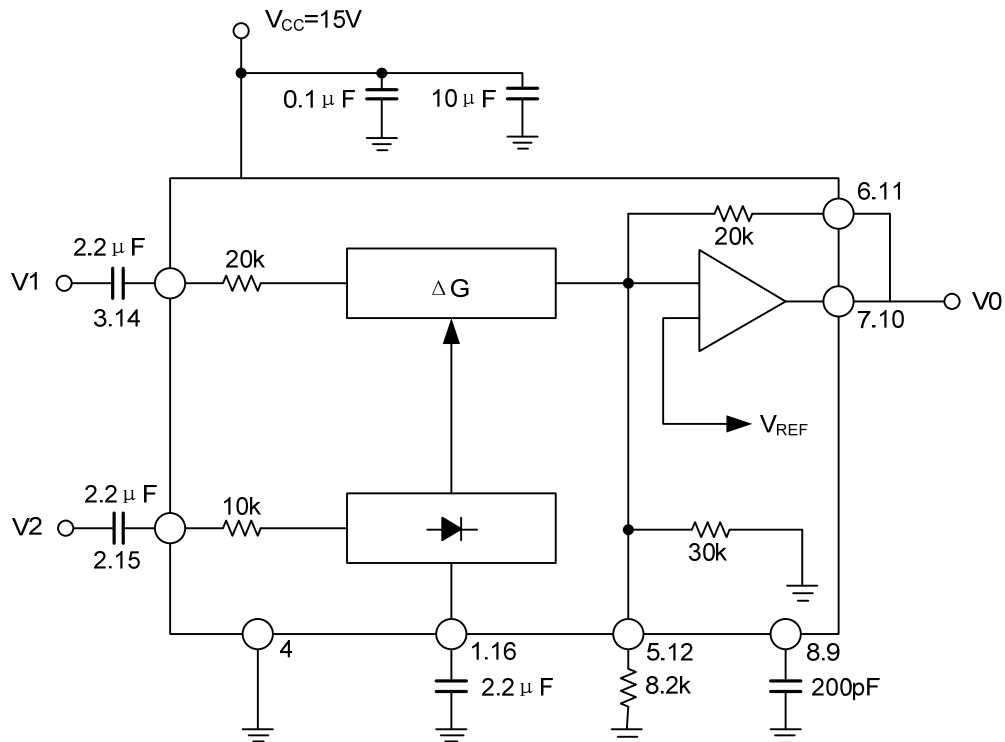 VCC=15V
0.1μF
10μF
6.11
20k
2.2μF
V1
3.14
20k
ΔG
7.10
V0
VREF
2.2μF
V2
2.15
10k
30k
4
1.16
5.12
8.9
2.2μF
8.2k
200pF